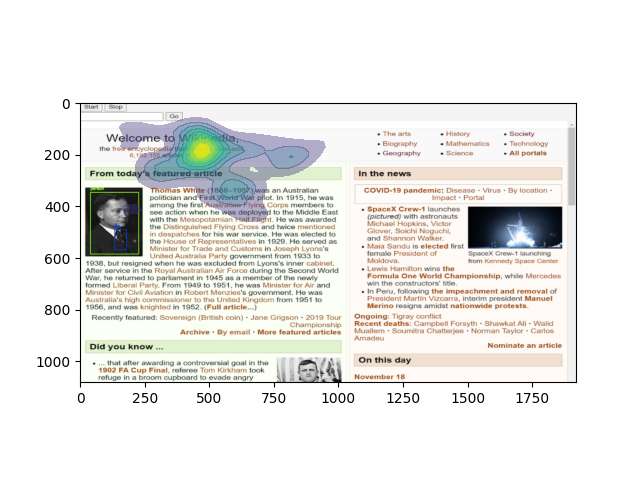 Start Stop
Go
Welcome to Wikipedia,
the free encyclopedia
6,192,
The arts
Biography
Geography
History
Mathematics
Science
Society
Technology
All portals
From today's featured article
person
Thomas White (1888–1957) was an Australian
politician and First World War pilot. In 1915, he was
among the first Australian Flying Corps members to
see action when he was deployed to the Middle East
with the Mesopotamian Half Flight. He was awarded
the Distinguished Flying Cross and twice mentioned
in despatches for his war service. He was elected to
the House of Representatives in 1929. He served as
Minister for Trade and Customs in Joseph Lyons's
United Australia Party government from 1933 to
1938, but resigned when he was excluded from Lyons's inner cabinet.
After service in the Royal Australian Air Force during the Second World
War, he returned to parliament in 1945 as a member of the newly
formed Liberal Party. From 1949 to 1951, he was Minister for Air and
Minister for Civil Aviation in Robert Menzies's government. He was
Australia's high commissioner to the United Kingdom from 1951 to
1956, and was knighted in 1952. (Full article...)
Recently featured: Sovereign (British coin) · Jane Grigson · 2019 Tour
Championship
Archive · By email · More featured articles
Did you know ...
... that after awarding a controversial goal in the
1902 FA Cup Final, referee Tom Kirkham took
refuge in a broom cupboard to evade angry
In the news
COVID-19 pandemic: Disease · Virus · By location ·
Impact · Portal
SpaceX Crew-1 launches
(pictured) with astronauts
Michael Hopkins, Victor
Glover, Soichi Noguchi,
and Shannon Walker.
Maia Sandu is elected first
female President of
Moldova.
SpaceX Crew-1 launching
from Kennedy Space Center
Lewis Hamilton wins the
Formula One World Championship, while Mercedes
win the constructors' title.
In Peru, following the impeachment and removal of
President Martín Vizcarra, interim president Manuel
Merino resigns amidst nationwide protests.
Ongoing: Tigray conflict
Recent deaths: Campbell Forsyth · Shawkat Ali · Walid
Muallem · Soumitra Chatterjee · Norman Taylor · Carlos
Amadeu
Nominate an article
On this day
November 18
0
200
400
600
800
1000
0 250 500 750 1000 1250 1500 1750